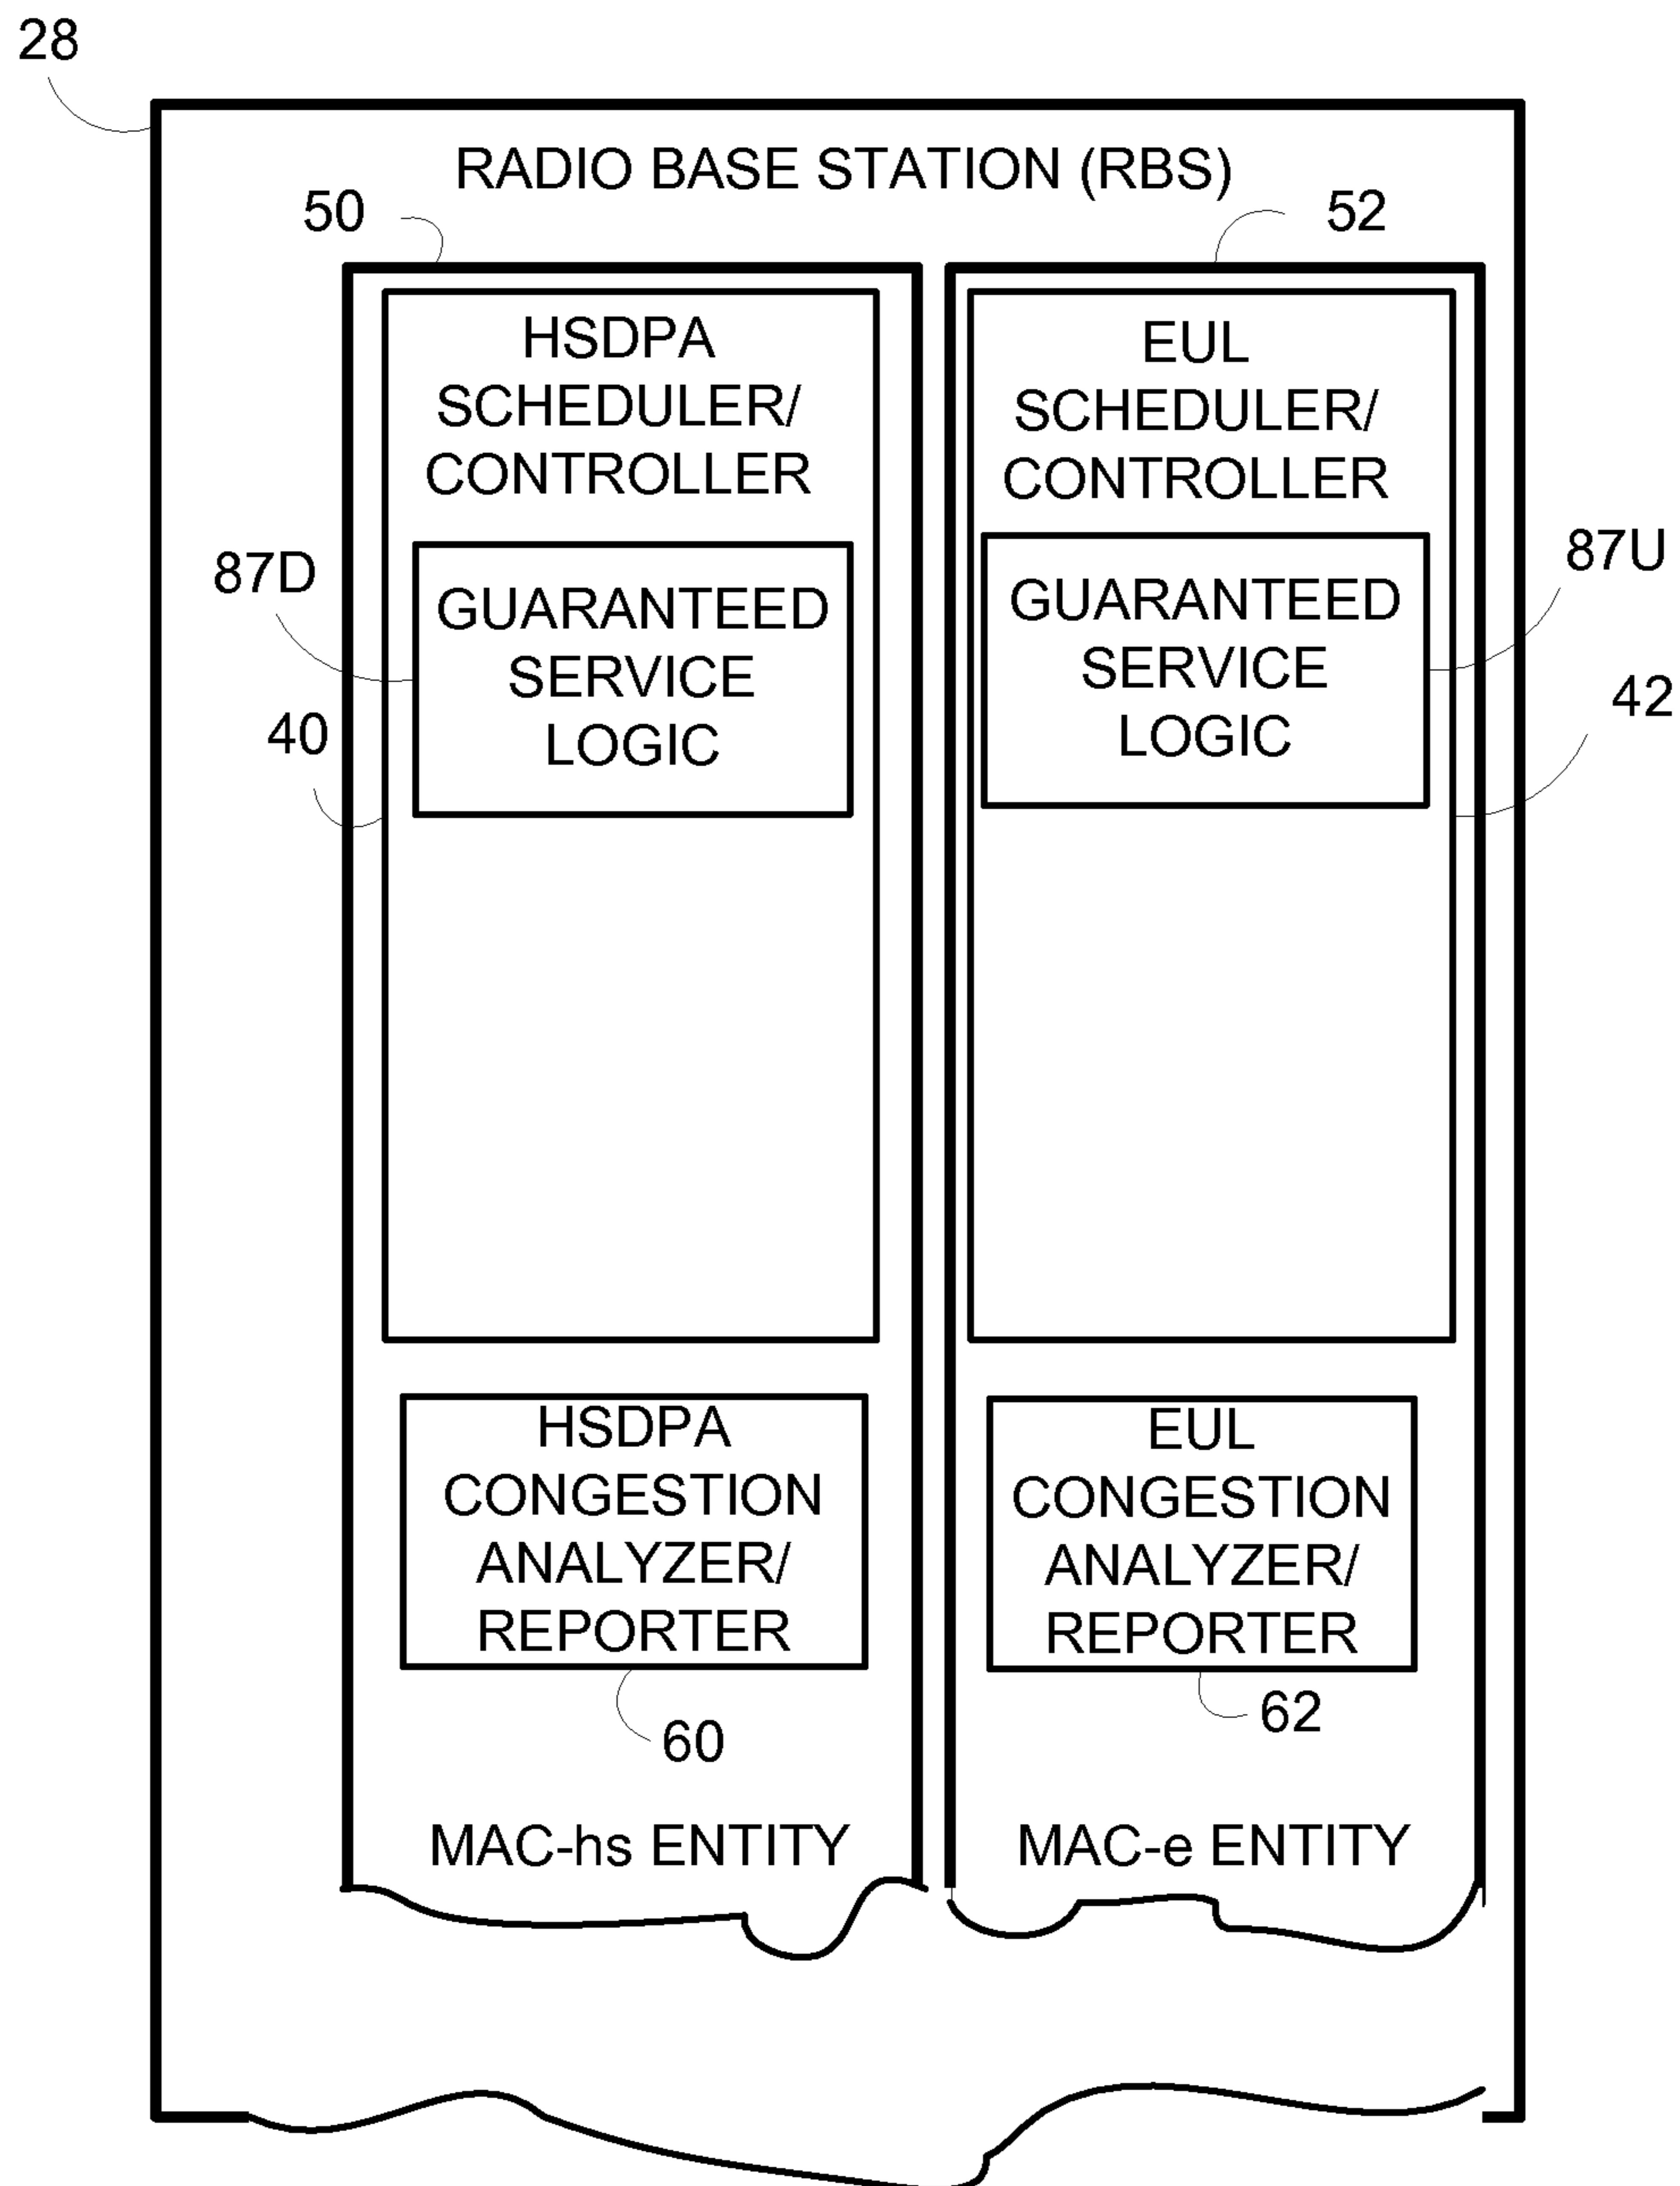 28
RADIO BASE STATION (RBS)
50
52
HSDPA
SCHEDULER/
CONTROLLER
EUL
SCHEDULER/
CONTROLLER
87D
GUARANTEED
SERVICE
LOGIC
GUARANTEED
SERVICE
LOGIC
87U
40
42
HSDPA
CONGESTION
ANALYZER/
REPORTER
EUL
CONGESTION
ANALYZER/
REPORTER
60
62
MAC-hs ENTITY
MAC-e ENTITY